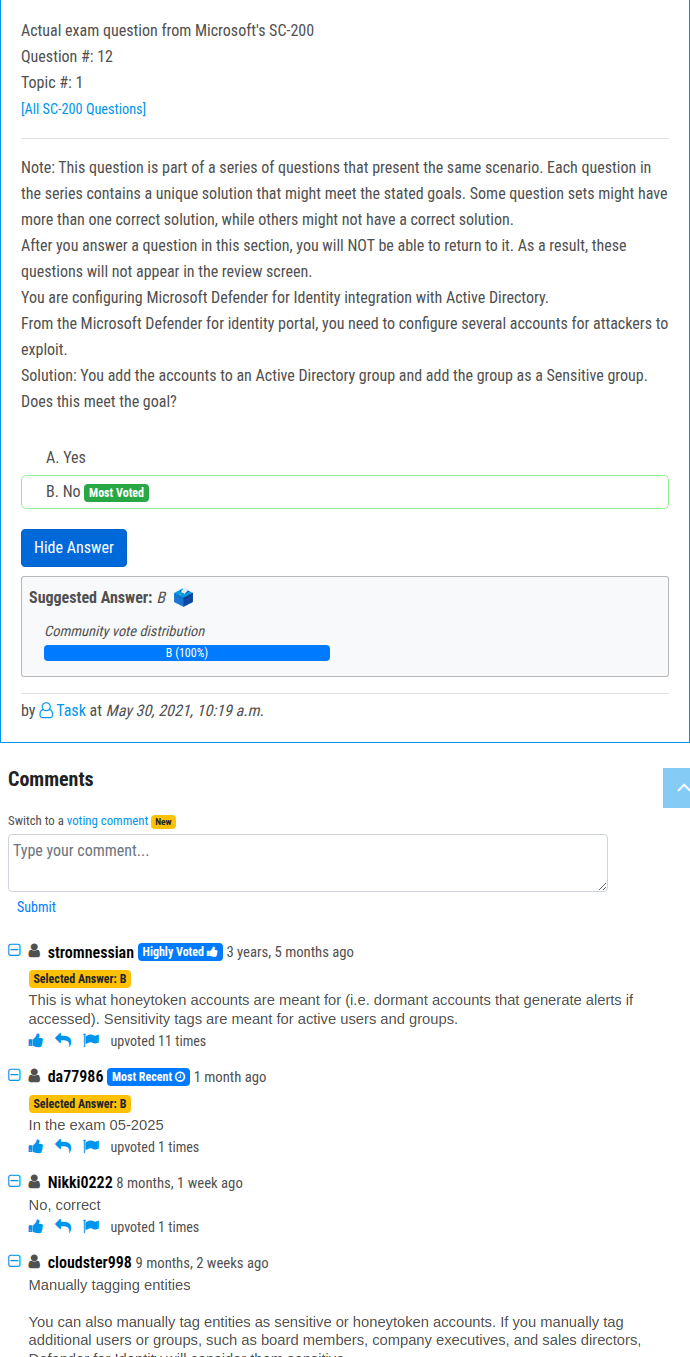 Actual exam question from Microsoft's SC-200
Question #: 12
Topic #: 1
[All SC-200 Questions]
Note: This question is part of a series of questions that present the same scenario. Each question in
the series contains a unique solution that might meet the stated goals. Some question sets might have
more than one correct solution, while others might not have a correct solution.
After you answer a question in this section, you will NOT be able to return to it. As a result, these
questions will not appear in the review screen.
You are configuring Microsoft Defender for Identity integration with Active Directory.
From the Microsoft Defender for identity portal, you need to configure several accounts for attackers to
exploit.
Solution: You add the accounts to an Active Directory group and add the group as a Sensitive group.
Does this meet the goal?
A. Yes
B. No Most Voted
Hide Answer
Suggested Answer: B
Community vote distribution
B (100%)
by Task at May 30, 2021, 10:19 a.m.
Comments
Switch to a voting comment New
Type your comment...
Submit
stromnessian Highly Voted 3 years, 5 months ago
Selected Answer: B
This is what honeytoken accounts are meant for (i.e. dormant accounts that generate alerts if
accessed). Sensitivity tags are meant for active users and groups.
upvoted 11 times
da77986 Most Recent 1 month ago
Selected Answer: B
In the exam 05-2025
upvoted 1 times
Nikki0222 8 months, 1 week ago
No, correct
upvoted 1 times
cloudster998 9 months, 2 weeks ago
Manually tagging entities
You can also manually tag entities as sensitive or honeytoken accounts. If you manually tag
additional users or groups, such as board members, company executives, and sales directors,
Defender for Identity will consider them sensitive.